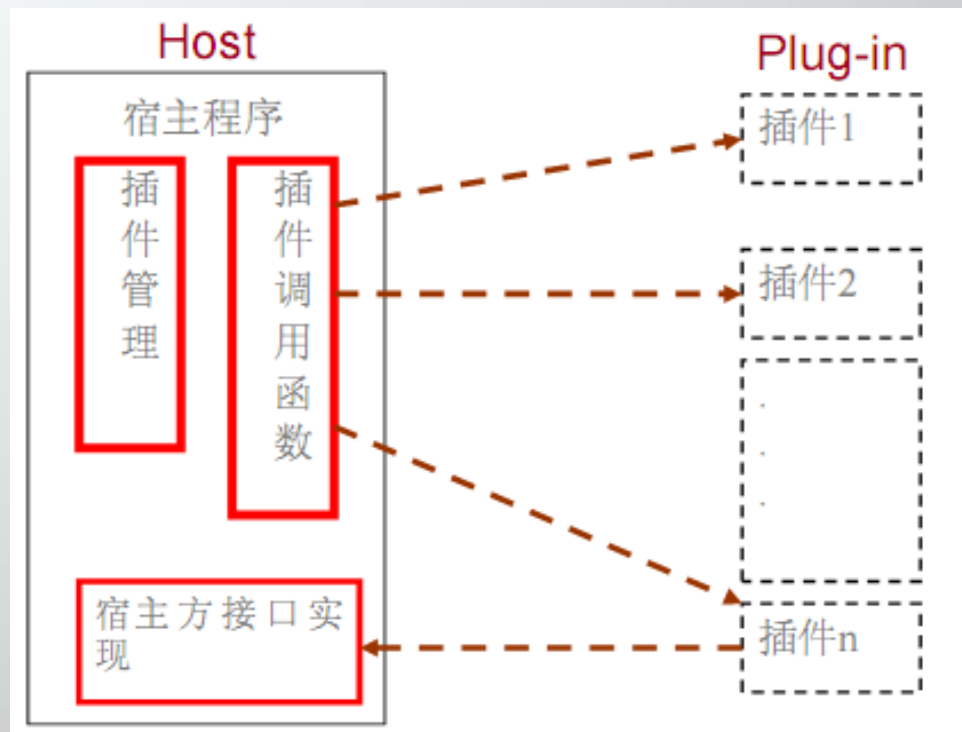 Host
宿主程序
插件管理
插件调用函数
宿主方接口实
现
Plug-in
插件1
插件2
.
.
.
插件n